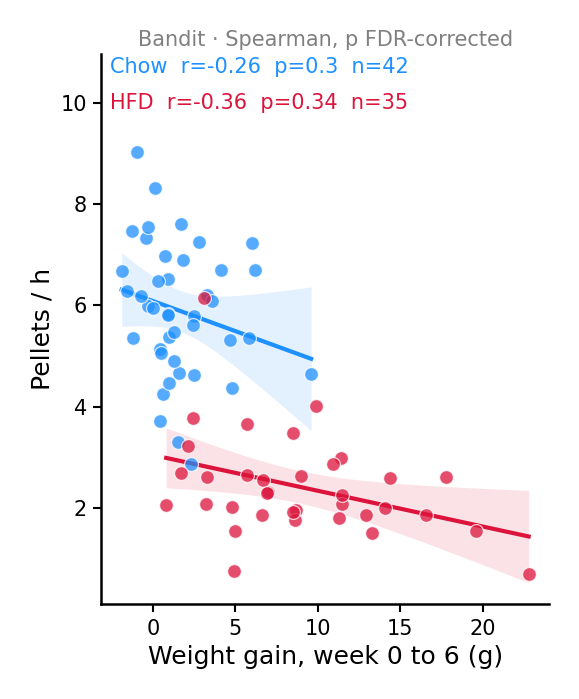 Bandit · Spearman, p FDR-corrected
Chow r=-0.26 p=0.3 n=42
HFD r=-0.36 p=0.34 n=35
10
8
6
4
2
Pellets / h
0 5 10 15 20
Weight gain, week 0 to 6 (g)